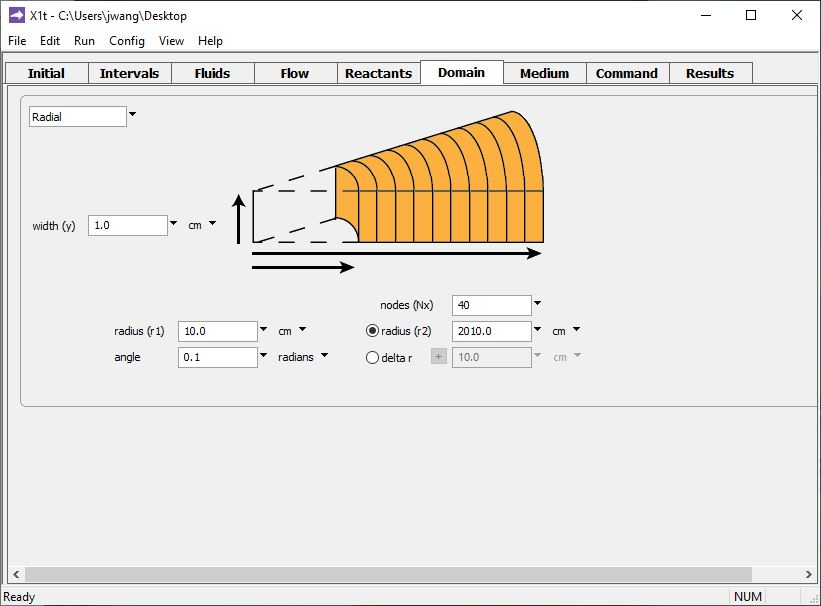 X1t - C:\Users\jwang\Desktop
File Edit Run Config View Help
Initial Intervals Fluids Flow Reactants Domain Medium Command Results
Radial
width (y) 1.0 cm
nodes (Nx) 40
radius (r1) 10.0 cm radius (r2) 2010.0 cm
angle 0.1 radians delta r + 10.0 cm
Ready NUM